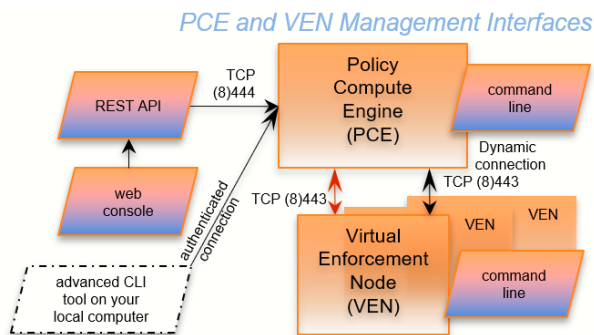 PCE and VEN Management Interfaces
TCP
(8)444
REST API
Policy
Compute
Engine
(PCE)
command
line
Dynamic
connection
TCP (8)443
TCP (8)443
web
console
authenticated
connection
VEN
VEN
Virtual
Enforcement
Node
(VEN)
command
line
advanced CLI
tool on your
local computer